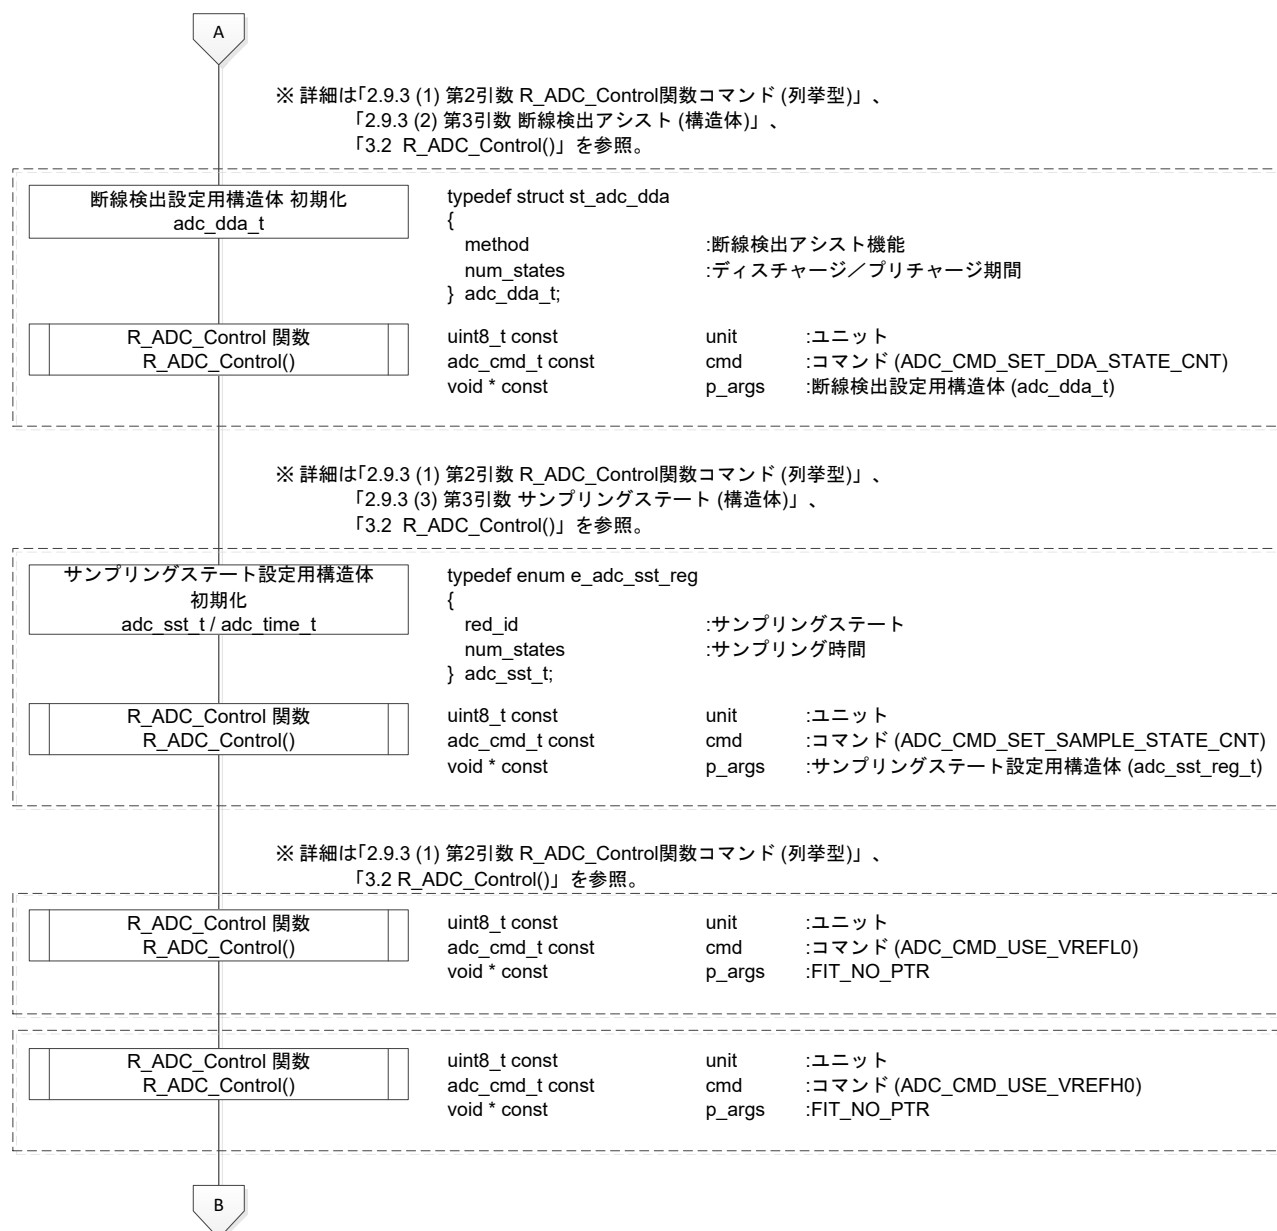 A
※ 詳細は「2.9.3 (1) 第2引数 R_ADC_Control関数コマンド (列挙型)」、
「2.9.3 (2) 第3引数 断線検出アシスト (構造体)」、
「3.2 R_ADC_Control()」を参照。
断線検出設定用構造体 初期化
adc_dda_t
typedef struct st_adc_dda
{
method :断線検出アシスト機能
num_states :ディスチャージ／プリチャージ期間
} adc_dda_t;
R_ADC_Control 関数
R_ADC_Control()
uint8_t const unit :ユニット
adc_cmd_t const cmd :コマンド (ADC_CMD_SET_DDA_STATE_CNT)
void * const p_args :断線検出設定用構造体 (adc_dda_t)
※ 詳細は「2.9.3 (1) 第2引数 R_ADC_Control関数コマンド (列挙型)」、
「2.9.3 (3) 第3引数 サンプリングステート (構造体)」、
「3.2 R_ADC_Control()」を参照。
サンプリングステート設定用構造体
初期化
adc_sst_t / adc_time_t
typedef enum e_adc_sst_reg
{
red_id :サンプリングステート
num_states :サンプリング時間
} adc_sst_t;
R_ADC_Control 関数
R_ADC_Control()
uint8_t const unit :ユニット
adc_cmd_t const cmd :コマンド (ADC_CMD_SET_SAMPLE_STATE_CNT)
void * const p_args :サンプリングステート設定用構造体 (adc_sst_reg_t)
※ 詳細は「2.9.3 (1) 第2引数 R_ADC_Control関数コマンド (列挙型)」、
「3.2 R_ADC_Control()」を参照。
R_ADC_Control 関数
R_ADC_Control()
uint8_t const unit :ユニット
adc_cmd_t const cmd :コマンド (ADC_CMD_USE_VREFL0)
void * const p_args :FIT_NO_PTR
R_ADC_Control 関数
R_ADC_Control()
uint8_t const unit :ユニット
adc_cmd_t const cmd :コマンド (ADC_CMD_USE_VREFH0)
void * const p_args :FIT_NO_PTR
B